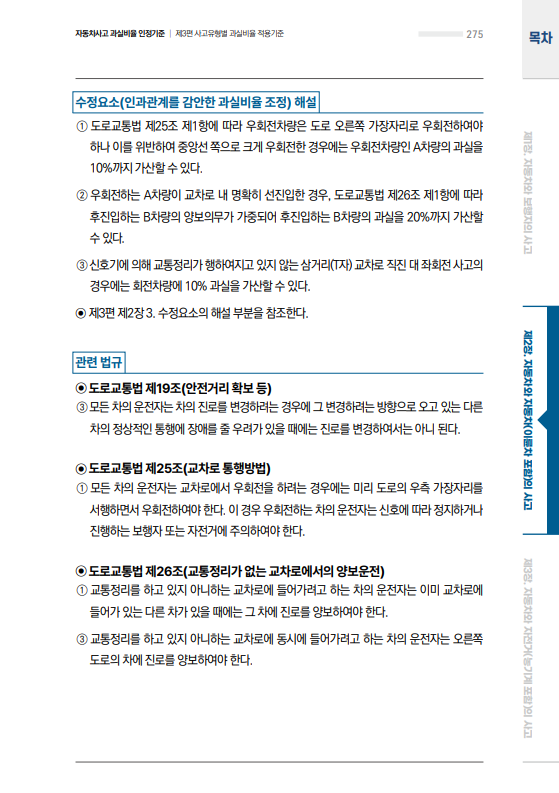 자동차사고 과실비율 인정기준 | 제3편 사고유형별 과실비율 적용기준
275
목차
수정요소(인과관계를 감안한 과실비율 조정) 해설
① 도로교통법 제25조 제1항에 따라 우회전차량은 도로 오른쪽 가장자리로 우회전하여야
하나 이를 위반하여 중앙선 쪽으로 크게 우회전한 경우에는 우회전차량인 A차량의 과실을
10%까지 가산할 수 있다.
② 우회전하는 A차량이 교차로 내 명확히 선진입한 경우, 도로교통법 제26조 제1항에 따라
후진입하는 B차량의 양보의무가 가중되어 후진입하는 B차량의 과실을 20%까지 가산할
수 있다.
③ 신호기에 의해 교통정리가 행하여지고 있지 않는 삼거리(T자) 교차로 직진 대 좌회전 사고의
경우에는 회전차량에 10% 과실을 가산할 수 있다.
◉ 제3편 제2장 3. 수정요소의 해설 부분을 참조한다.
관련 법규
◉ 도로교통법 제19조(안전거리 확보 등)
③ 모든 차의 운전자는 차의 진로를 변경하려는 경우에 그 변경하려는 방향으로 오고 있는 다른
차의 정상적인 통행에 장애를 줄 우려가 있을 때에는 진로를 변경하여서는 아니 된다.
◉ 도로교통법 제25조(교차로 통행방법)
① 모든 차의 운전자는 교차로에서 우회전을 하려는 경우에는 미리 도로의 우측 가장자리를
서행하면서 우회전하여야 한다. 이 경우 우회전하는 차의 운전자는 신호에 따라 정지하거나
진행하는 보행자 또는 자전거에 주의하여야 한다.
◉ 도로교통법 제26조(교통정리가 없는 교차로에서의 양보운전)
① 교통정리를 하고 있지 아니하는 교차로에 들어가려고 하는 차의 운전자는 이미 교차로에
들어가 있는 다른 차가 있을 때에는 그 차에 진로를 양보하여야 한다.
③ 교통정리를 하고 있지 아니하는 교차로에 동시에 들어가려고 하는 차의 운전자는 오른쪽
도로의 차에 진로를 양보하여야 한다.
제1장. 자동차와 보행자의 사고
제2장. 자동차와 자동차(이륜차 포함)의 사고
제3장. 자동차와 자전거(농기계 포함)의 사고